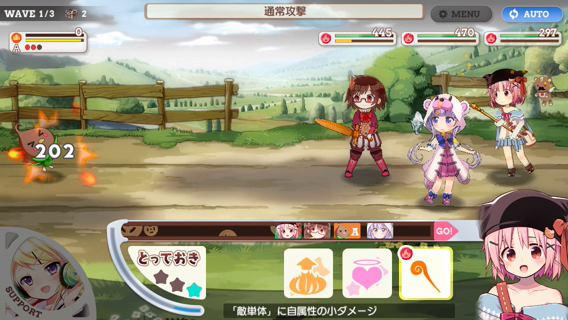 WAVE 1/3
2
通常攻撃
MENU
AUTO
0
A
445
470
297
202
A
GO!
とっておき
SUPPORT
「敵単体」に自属性の小ダメージ